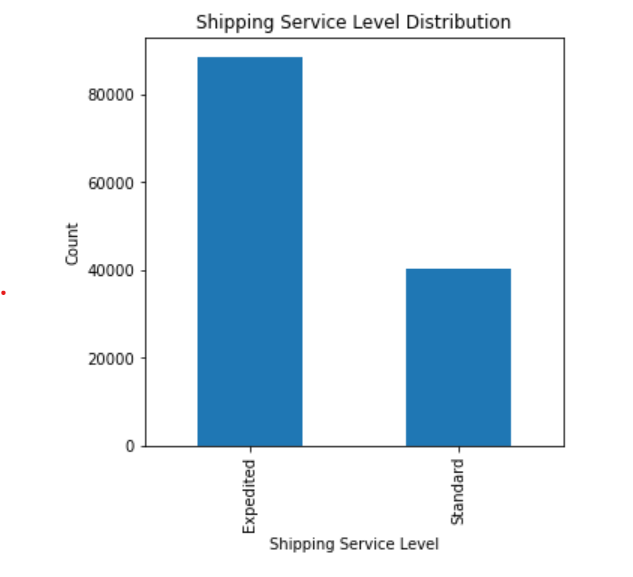 Shipping Service Level Distribution
80000
60000
40000
20000
0
Count
Expedited
Standard
Shipping Service Level